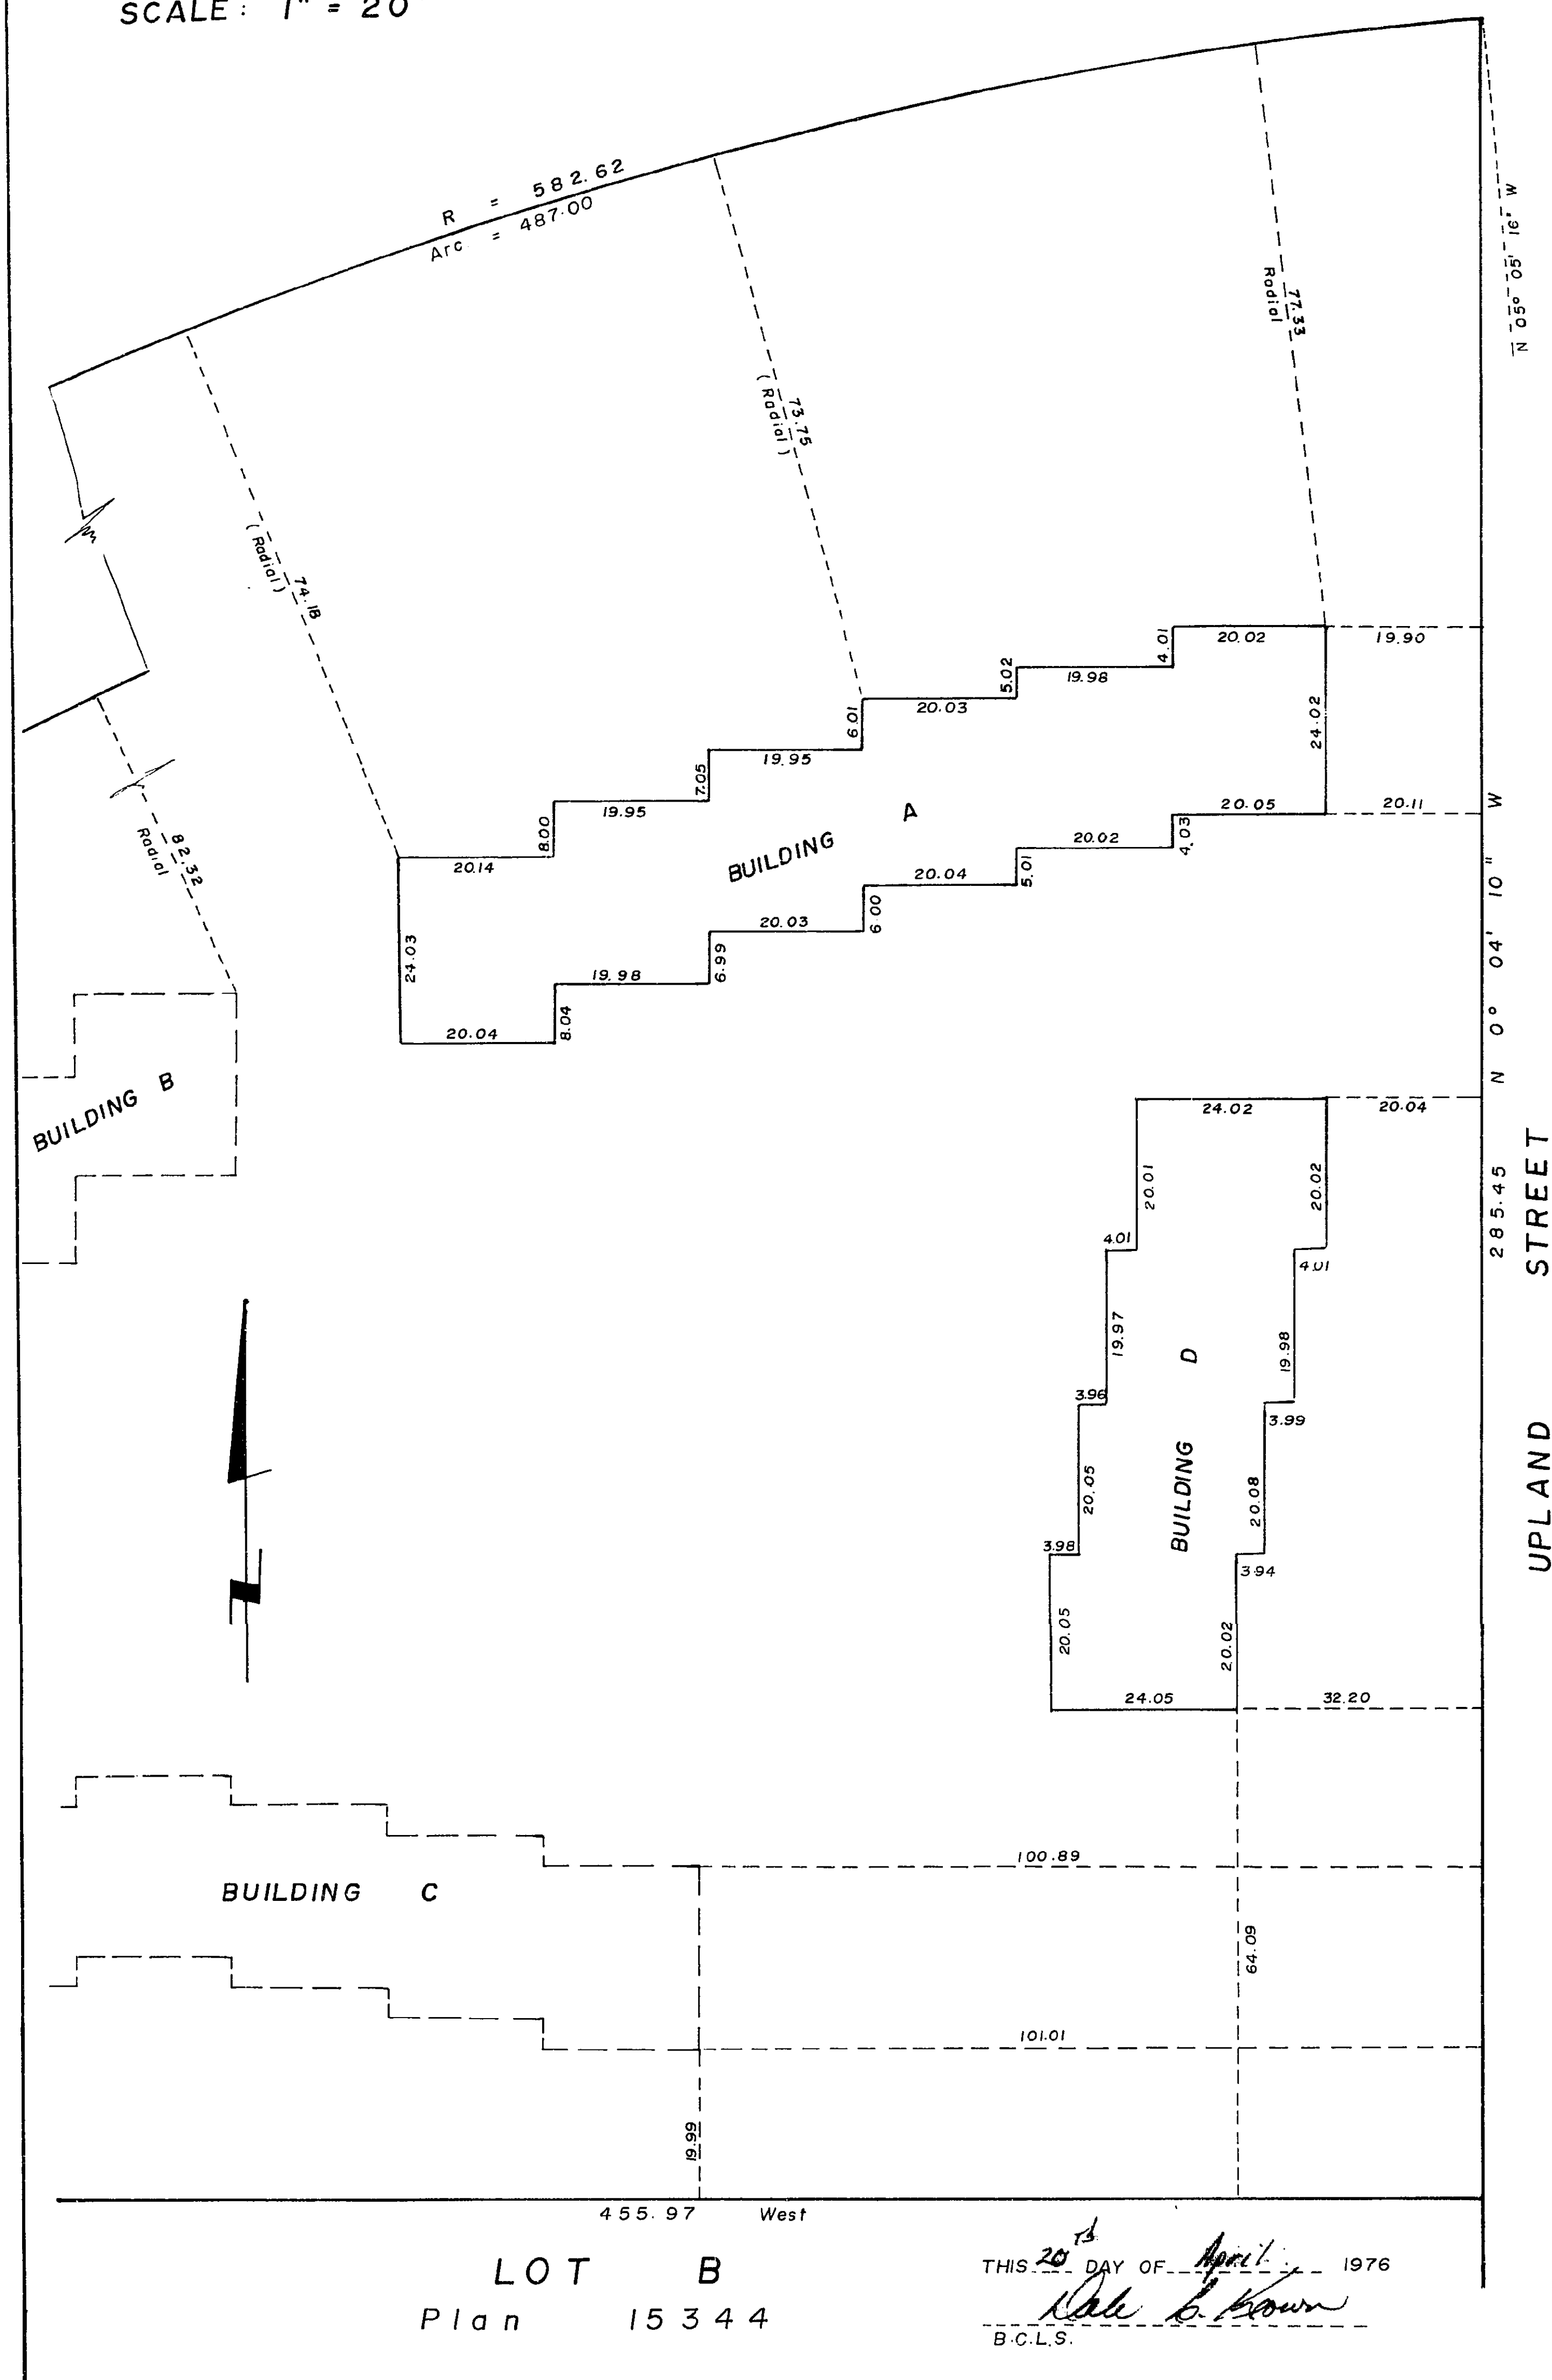 SCALE: 1" = 20'
R = 582.62
Arc = 487.00
N 05° 05' 16" W
77.33
Radial
73.75
(Radial)
74.18
(Radial)
82.32
Radial
20.02
19.90
4.01
19.98
5.02
20.03
6.01
19.95
7.05
19.95
8.00
20.14
24.02
24.03
BUILDING A
20.05
20.11
4.03
20.02
5.01
20.04
6.00
20.03
6.99
19.98
8.04
20.04
BUILDING B
N 0° 04' 10" W
285.45
UPLAND STREET
24.02
20.04
20.01
20.02
4.01
4.01
19.97
19.98
3.96
3.99
BUILDING D
20.05
20.08
3.98
3.94
20.05
20.02
24.05
32.20
BUILDING C
100.89
64.09
101.01
19.99
455.97 West
LOT B
Plan 15344
THIS 20th DAY OF April 1976
Dale B. Keown
B.C.L.S.